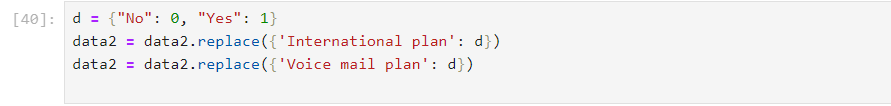 [40]: d = {"No": 0, "Yes": 1}
data2 = data2.replace({'International plan': d})
data2 = data2.replace({'Voice mail plan': d})